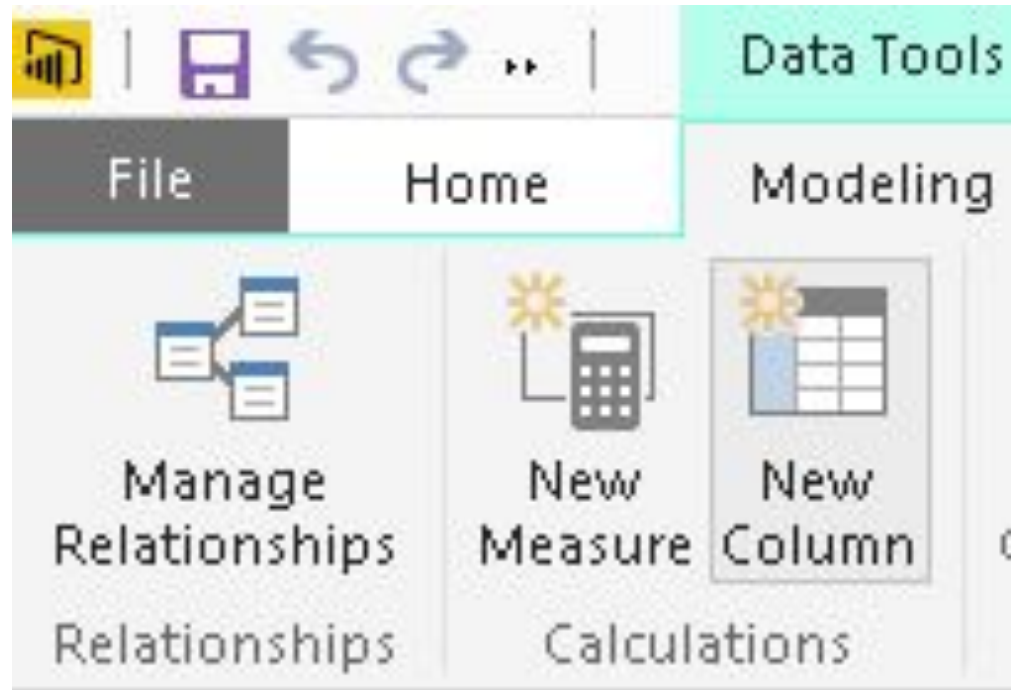 Data Tools
File Home Modeling
Manage Relationships
New Measure
New Column
Relationships Calculations